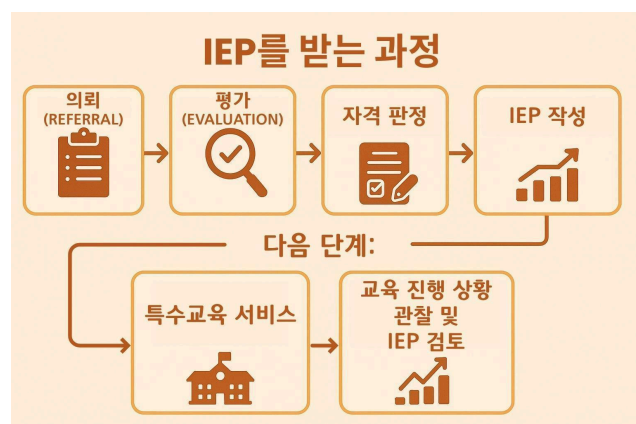 IEP를 받는 과정
의뢰
(REFERRAL)
평가
(EVALUATION)
자격 판정
IEP 작성
다음 단계:
특수교육 서비스
교육 진행 상황
관찰 및
IEP 검토